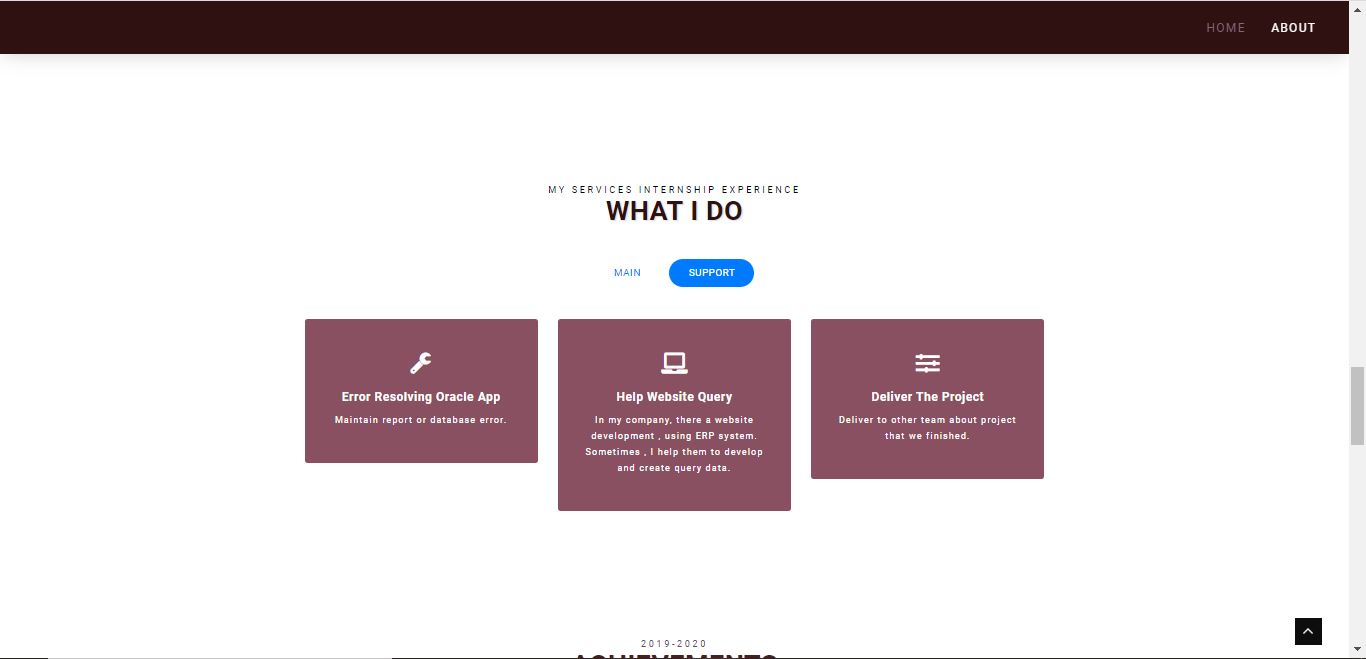 HOME ABOUT
MY SERVICES INTERNSHIP EXPERIENCE
WHAT I DO
MAIN SUPPORT
Error Resolving Oracle App
Maintain report or database error.
Help Website Query
In my company, there a website
development , using ERP system.
Sometimes , I help them to develop
and create query data.
Deliver The Project
Deliver to other team about project
that we finished.
2019-2020
ACHIEVEMENTS